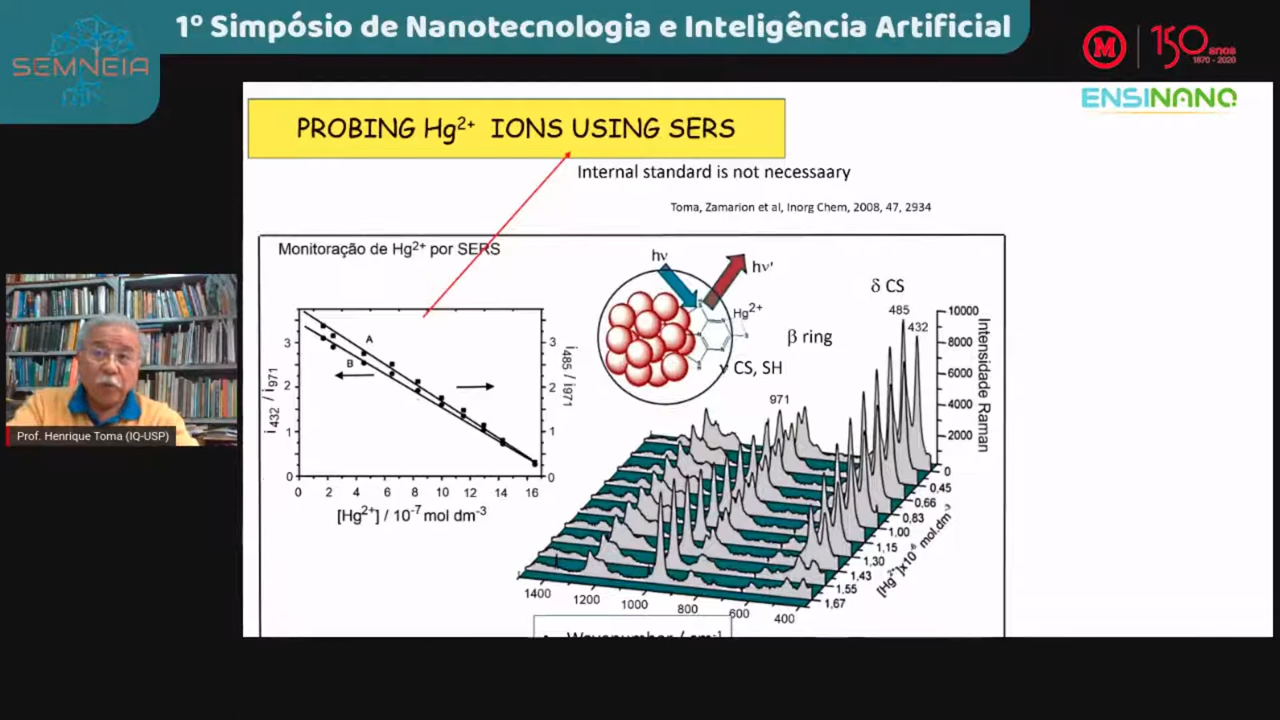 1º Simpósio de Nanotecnologia e Inteligência Artificial
SEMNEIA
M
150 anos
1870 - 2020
ENSINANO
PROBING Hg²⁺ IONS USING SERS
Internal standard is not necessaary
Toma, Zamarion et al, Inorg Chem, 2008, 47, 2934
Monitoração de Hg²⁺ por SERS
A
B
3
2
1
0
3
2
1
0
i432 / i971
i485 / i971
0 2 4 6 8 10 12 14 16
[Hg²⁺] / 10⁻⁷ mol dm⁻³
hν
hν'
Hg²⁺
β ring
ν CS, SH
δ CS
485
432
971
10000
8000
6000
4000
2000
0
Intensidade Raman
0
0,45
0,66
0,83
1,00
1,15
1,30
1,43
1,55
1,67
[Hg²⁺]x10⁻⁶ mol.dm⁻³
1400 1200 1000 800 600 400
Wavenumber / cm⁻¹
Prof. Henrique Toma (IQ-USP)